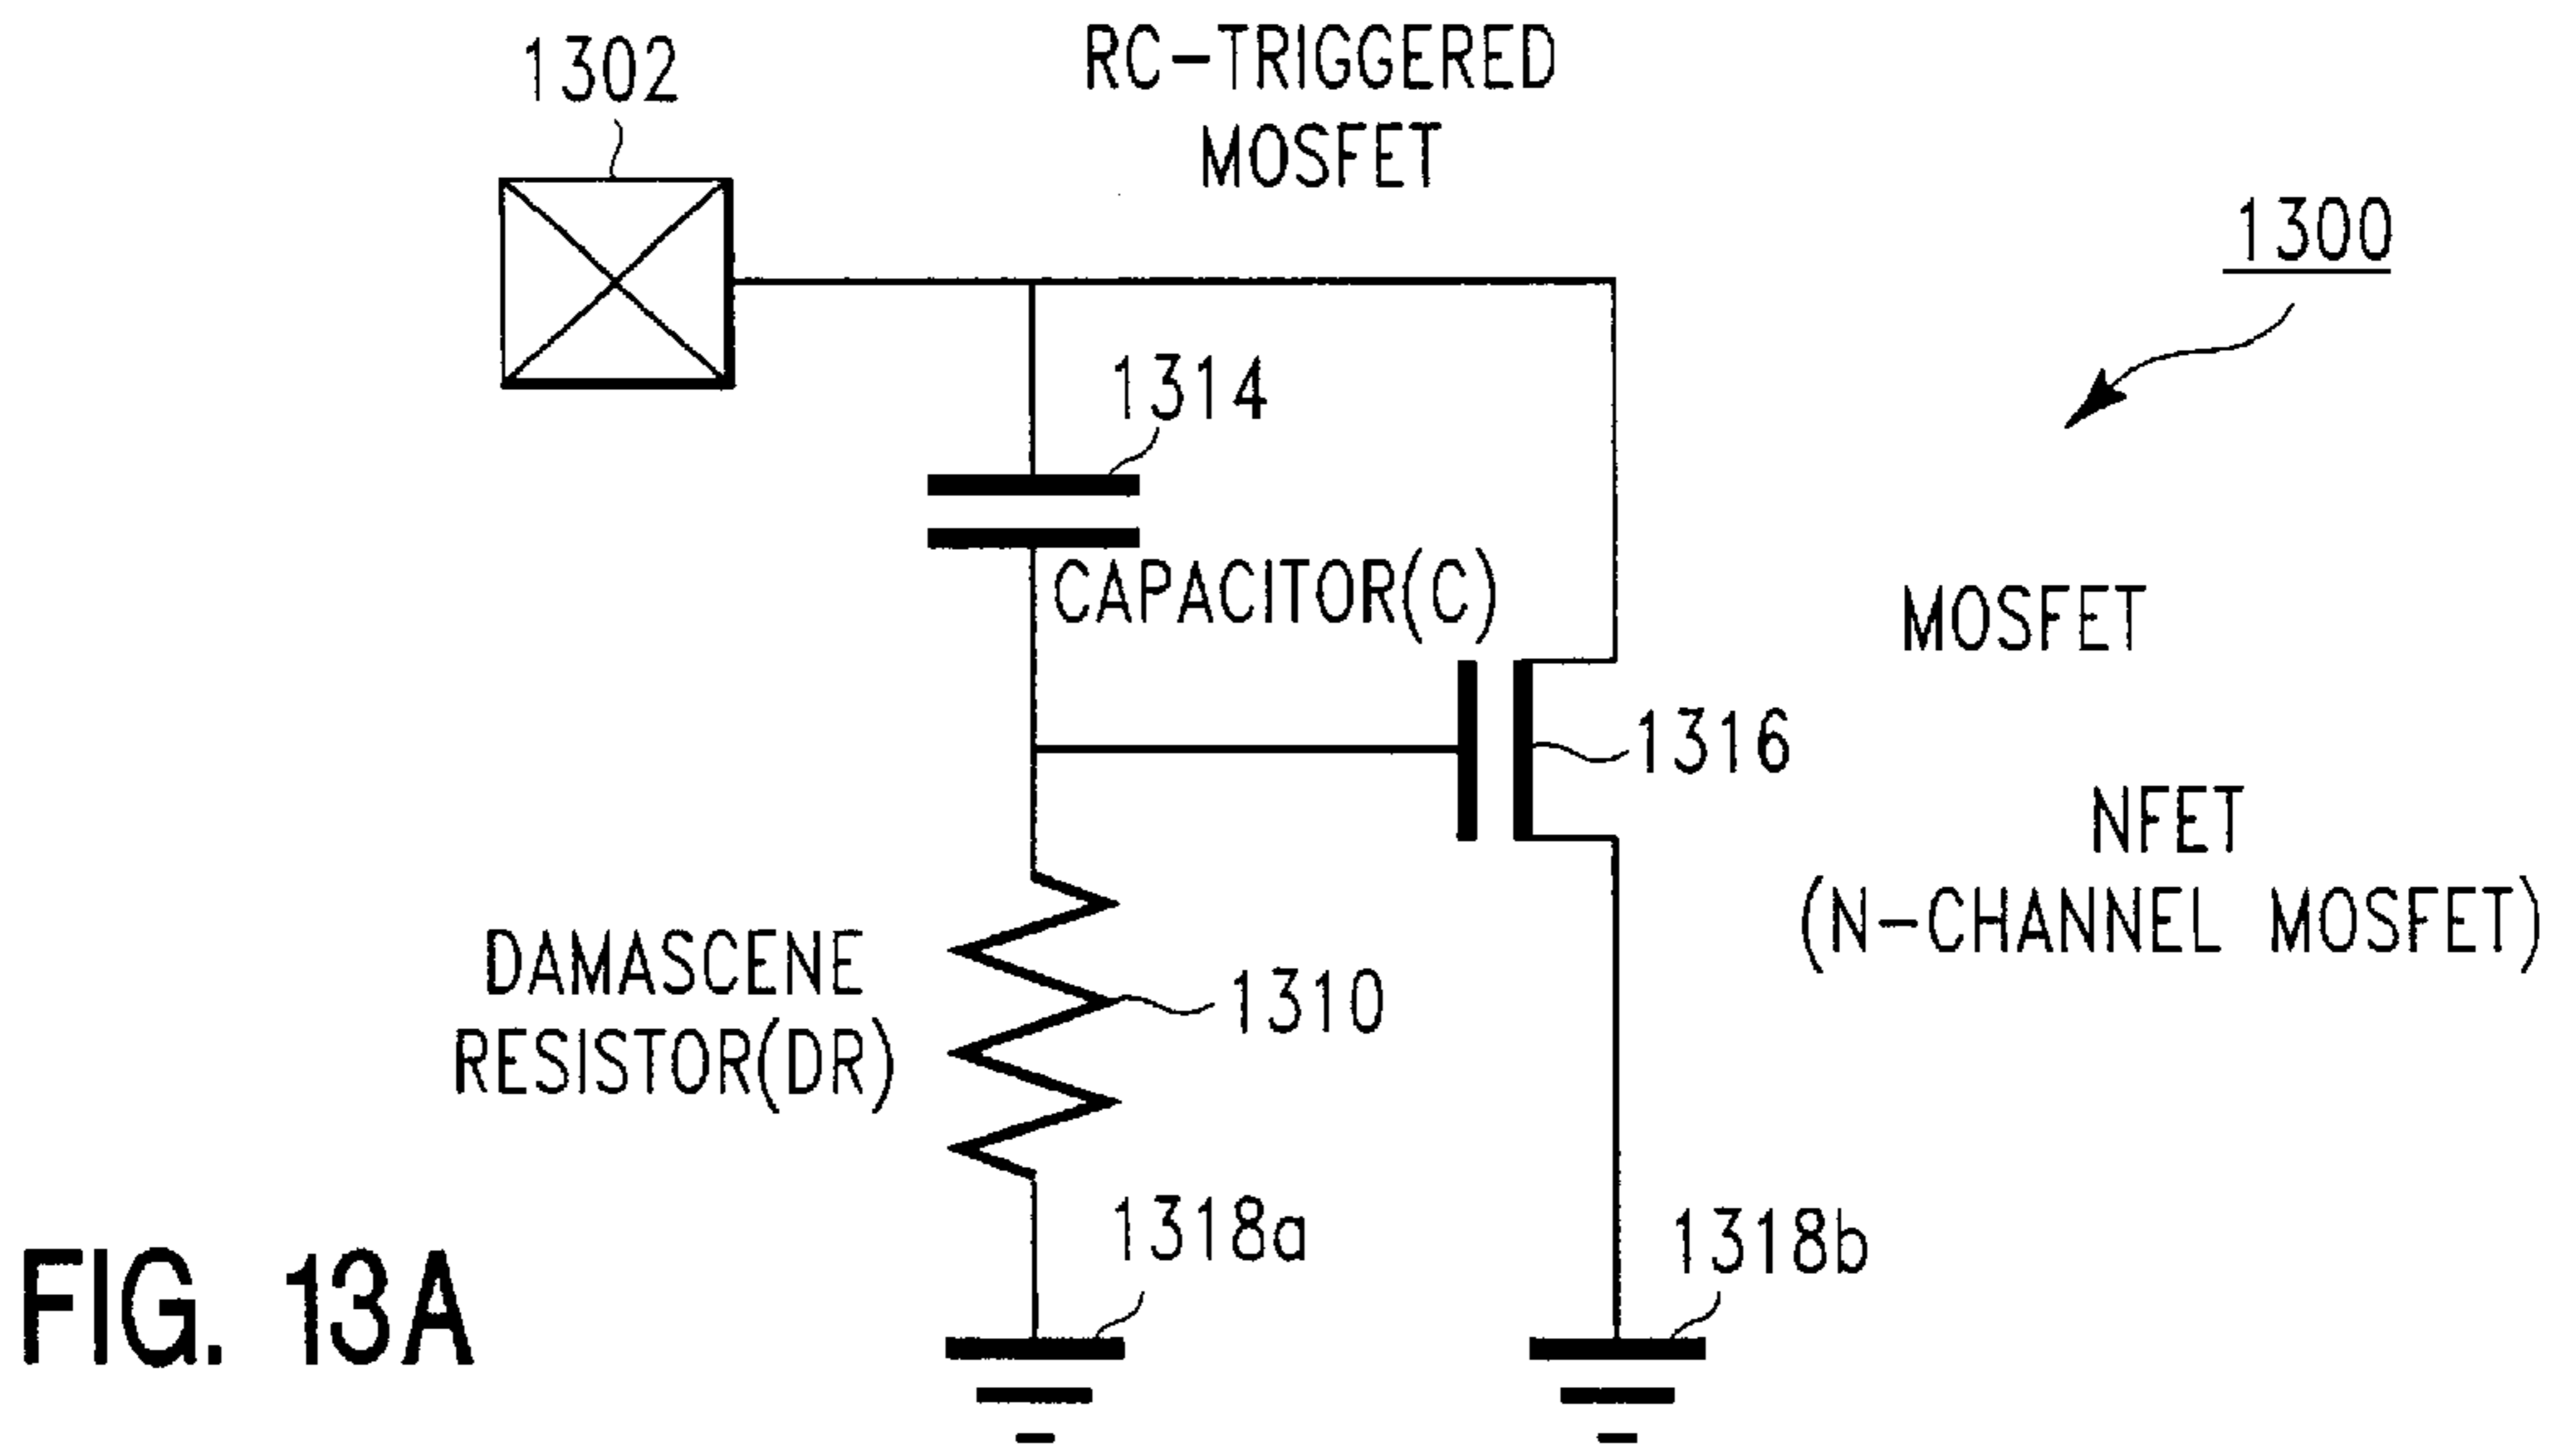 1302
RC-TRIGGERED
MOSFET
1300
1314
CAPACITOR(C)
MOSFET
1316
NFET
(N-CHANNEL MOSFET)
DAMASCENE
RESISTOR(DR)
1310
1318a
1318b
FIG. 13A